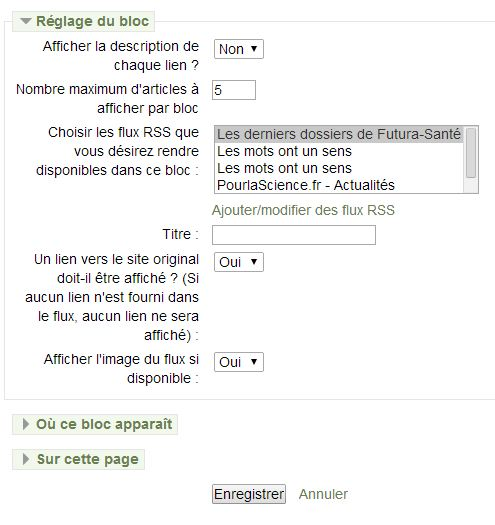 Réglage du bloc
Afficher la description de Non
chaque lien ?
Nombre maximum d'articles à 5
afficher par bloc
Choisir les flux RSS que Les derniers dossiers de Futura-Santé
vous désirez rendre Les mots ont un sens
disponibles dans ce bloc : Les mots ont un sens
PourlaScience.fr - Actualités
Ajouter/modifier des flux RSS
Titre :
Un lien vers le site original Oui
doit-il être affiché ? (Si
aucun lien n'est fourni dans
le flux, aucun lien ne sera
affiché) :
Afficher l'image du flux si Oui
disponible :
Où ce bloc apparaît
Sur cette page
Enregistrer Annuler